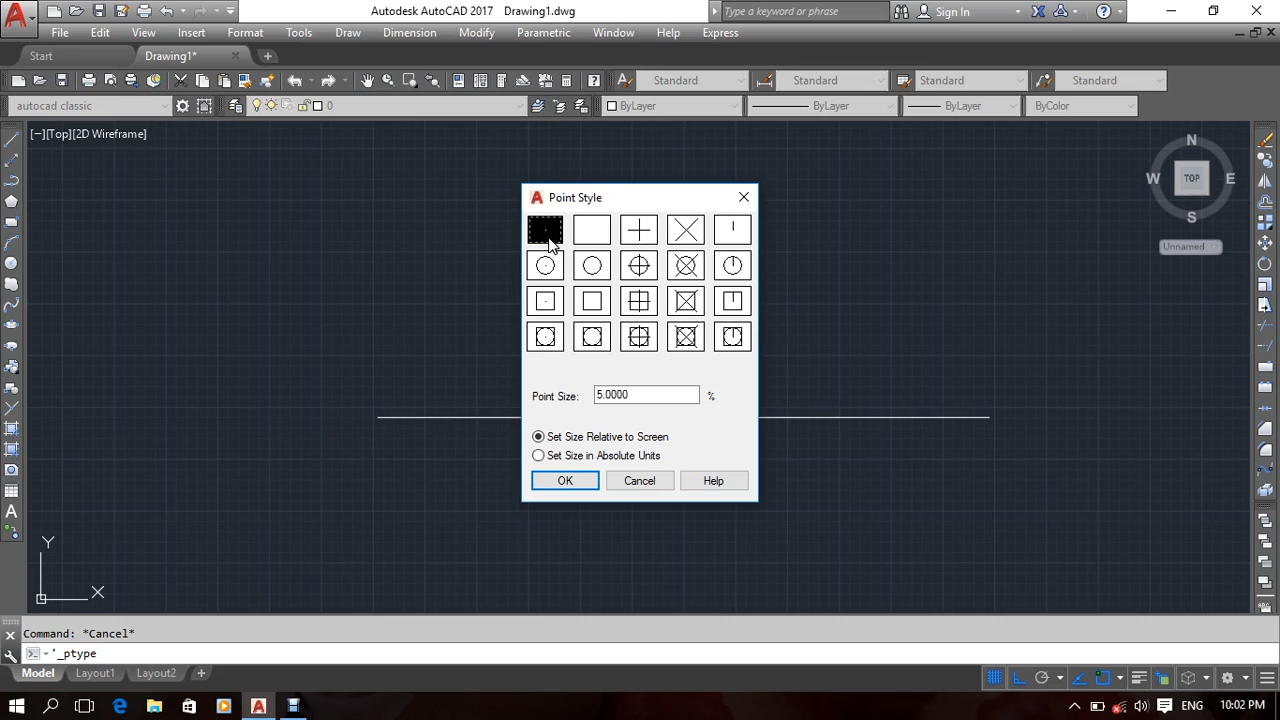 Autodesk AutoCAD 2017 Drawing1.dwg
Type a keyword or phrase
Sign In
File Edit View Insert Format Tools Draw Dimension Modify Parametric Window Help Express
Start
Drawing1*
Standard
Standard
Standard
Standard
autocad classic
0
ByLayer
ByLayer
ByLayer
ByColor
[−][Top][2D Wireframe]
N
W
TOP
E
S
Unnamed
Point Style
Point Size:
5.0000
%
Set Size Relative to Screen
Set Size in Absolute Units
OK
Cancel
Help
Y
X
Command: *Cancel*
'_ptype
Model
Layout1
Layout2
ENG
10:02 PM